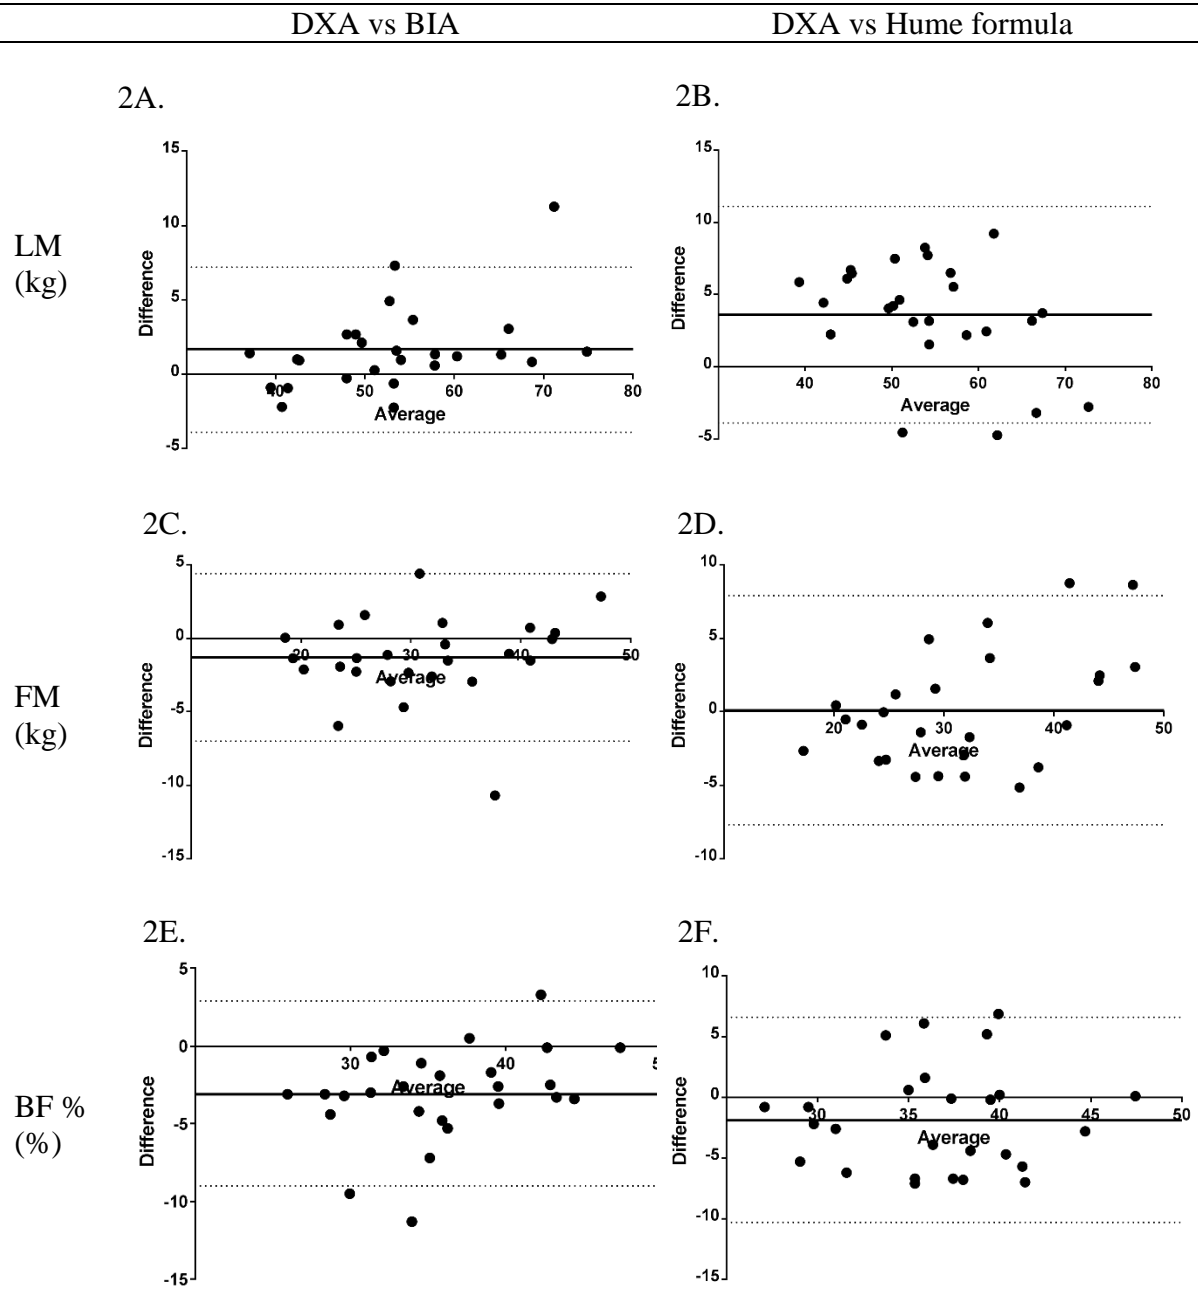 DXA vs BIA DXA vs Hume formula
2A. 2B.
LM
(kg)
15
10
5
0
-5
Difference
40 50 60 70 80
Average
15
10
5
0
-5
Difference
40 50 60 70 80
Average
2C. 2D.
FM
(kg)
5
0
-5
-10
-15
Difference
20 30 40 50
Average
10
5
0
-5
-10
Difference
20 30 40 50
Average
2E. 2F.
BF %
(%)
5
0
-5
-10
-15
Difference
30 40 5
Average
10
5
0
-5
-10
-15
Difference
30 35 40 45 50
Average